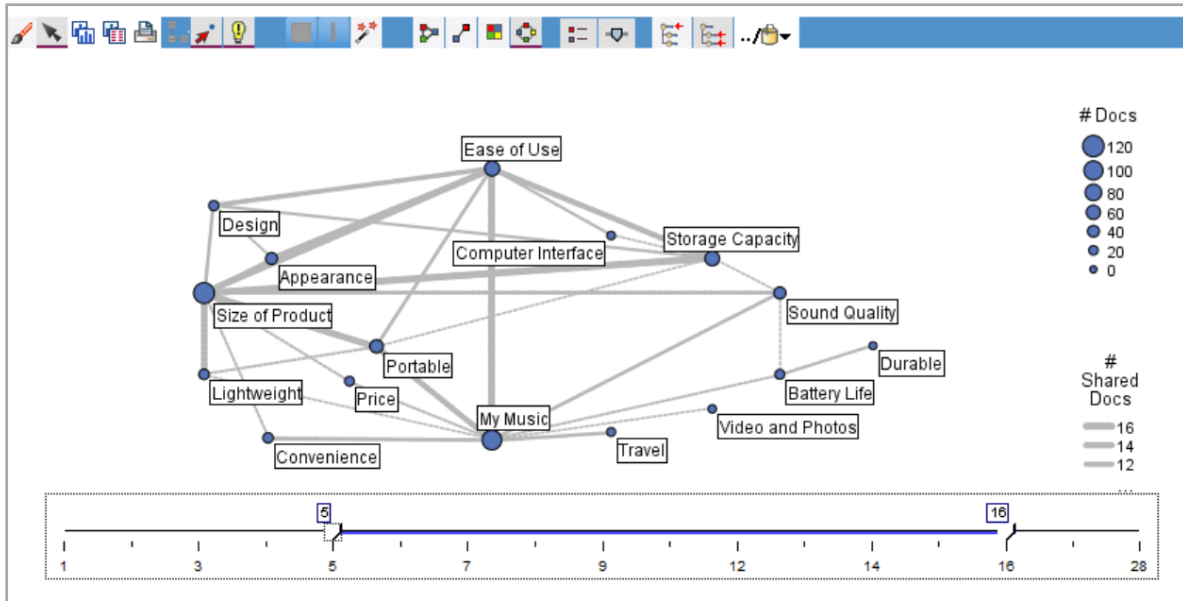 ../
# Docs
120
100
80
60
40
20
0
Ease of Use
Design
Computer Interface
Storage Capacity
Appearance
Size of Product
Sound Quality
Portable
Durable
Lightweight
Price
Battery Life
My Music
Video and Photos
Convenience
Travel
#
Shared
Docs
16
14
12
...
5
16
1
3
5
7
9
12
14
16
28